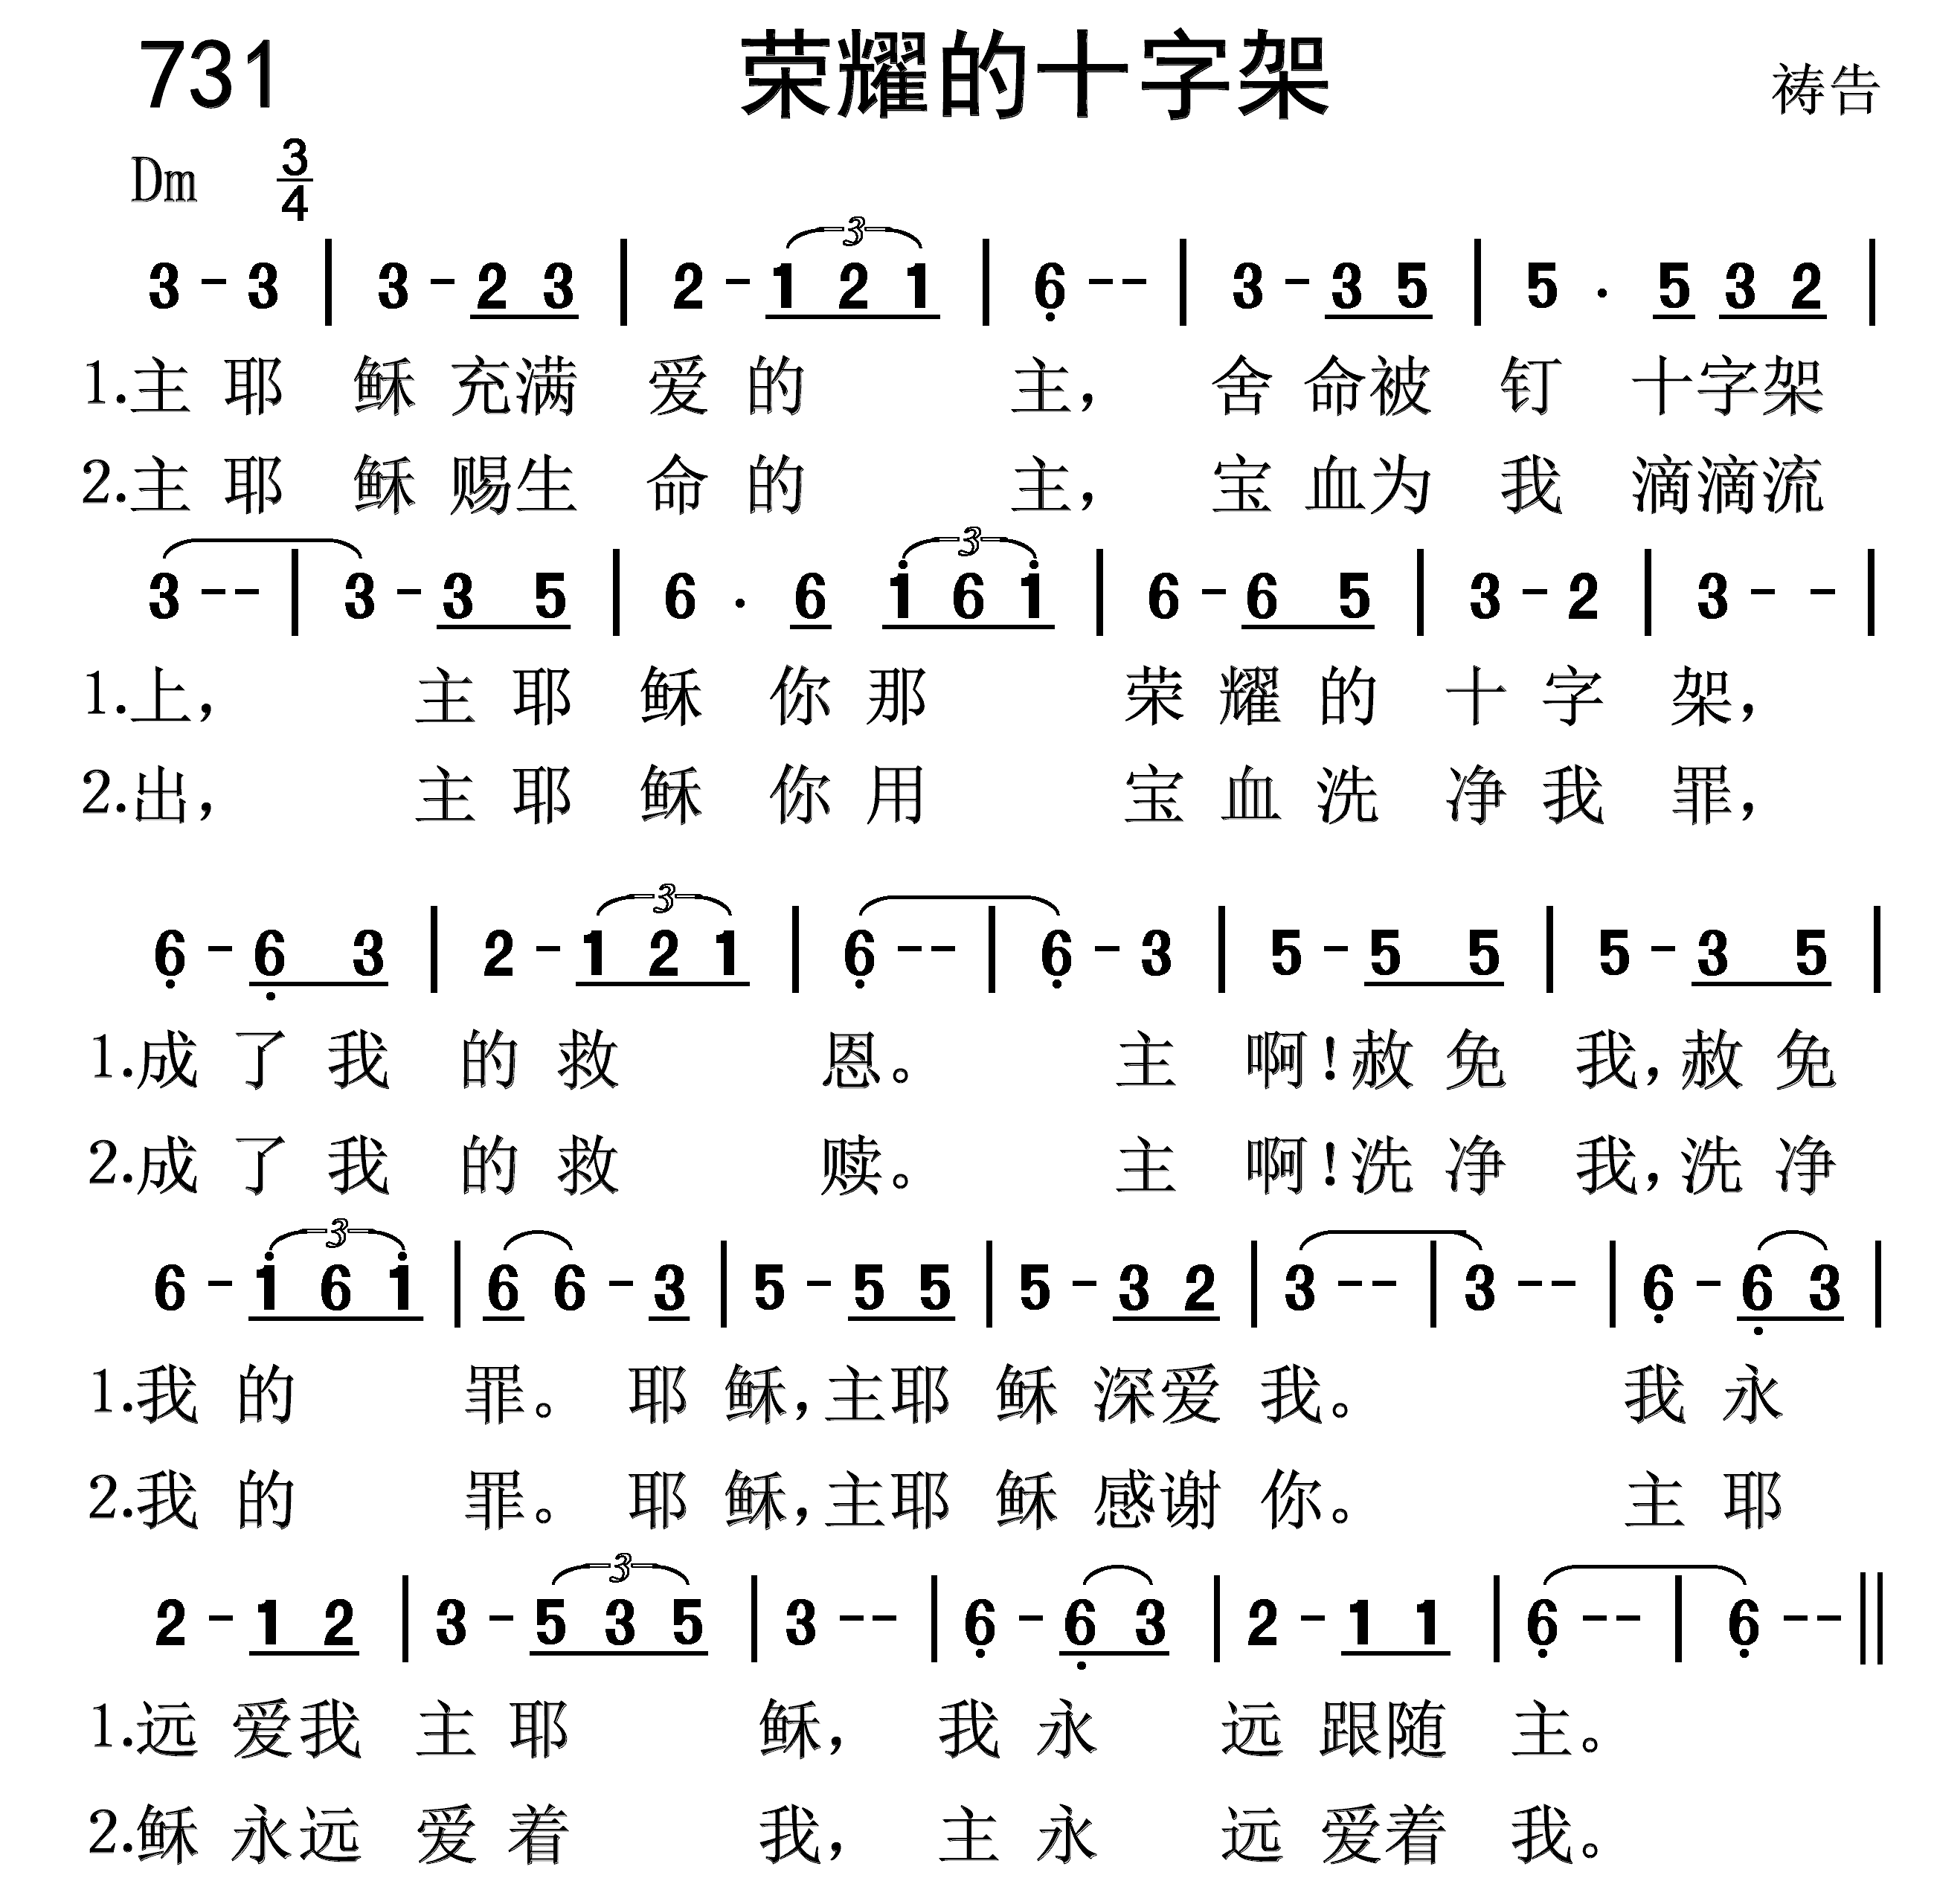 731 荣耀的十字架 祷告
Dm 3/4
3 - 3 | 3 - 2 3 | 2 - 1 2 1 | 6̣ - - | 3 - 3 5 | 5 . 5 3 2 |
1.主 耶 稣 充满 爱 的 主， 舍 命被 钉 十字架
2.主 耶 稣 赐生 命 的 主， 宝 血为 我 滴滴流
3 - - | 3 - 3 5 | 6 . 6 1̇ 6 1̇ | 6 - 6 5 | 3 - 2 | 3 - - |
1.上， 主 耶 稣 你 那 荣 耀 的 十 字 架，
2.出， 主 耶 稣 你 用 宝 血 洗 净 我 罪，
6̣ - 6̣ 3 | 2 - 1 2 1 | 6̣ - - | 6̣ - 3 | 5 - 5 5 | 5 - 3 5 |
1.成 了 我 的 救 恩。 主 啊！赦 免 我，赦 免
2.成 了 我 的 救 赎。 主 啊！洗 净 我，洗 净
6 - 1̇ 6 1̇ | 6 6 - 3 | 5 - 5 5 | 5 - 3 2 | 3 - - | 3 - - | 6̣ - 6̣ 3 |
1.我 的 罪。 耶 稣，主耶 稣 深爱 我。 我 永
2.我 的 罪。 耶 稣，主耶 稣 感谢 你。 主 耶
2 - 1 2 | 3 - 5 3 5 | 3 - - | 6̣ - 6̣ 3 | 2 - 1 1 | 6̣ - - | 6̣ - - ‖
1.远 爱我 主 耶 稣， 我 永 远 跟随 主。
2.稣 永远 爱 着 我， 主 永 远 爱着 我。